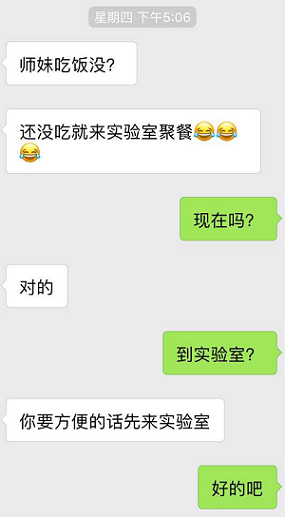 星期四 下午5:06
师妹吃饭没？
还没吃就来实验室聚餐😂😂
😂
现在吗？
对的
到实验室？
你要方便的话先来实验室
好的吧